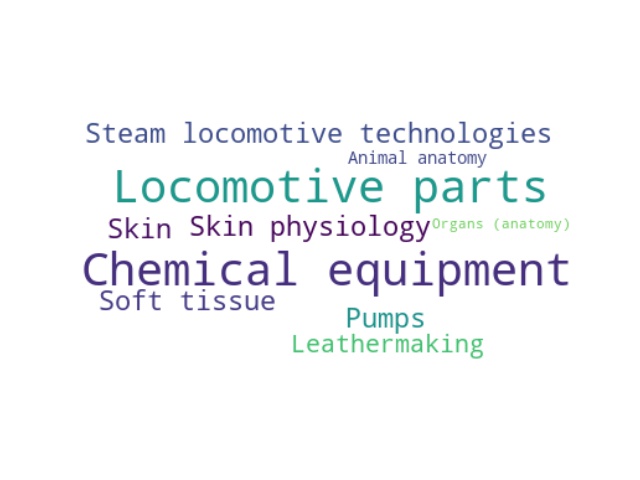 Steam locomotive technologies
Animal anatomy
Locomotive parts
Skin
Skin physiology
Organs (anatomy)
Chemical equipment
Soft tissue
Pumps
Leathermaking